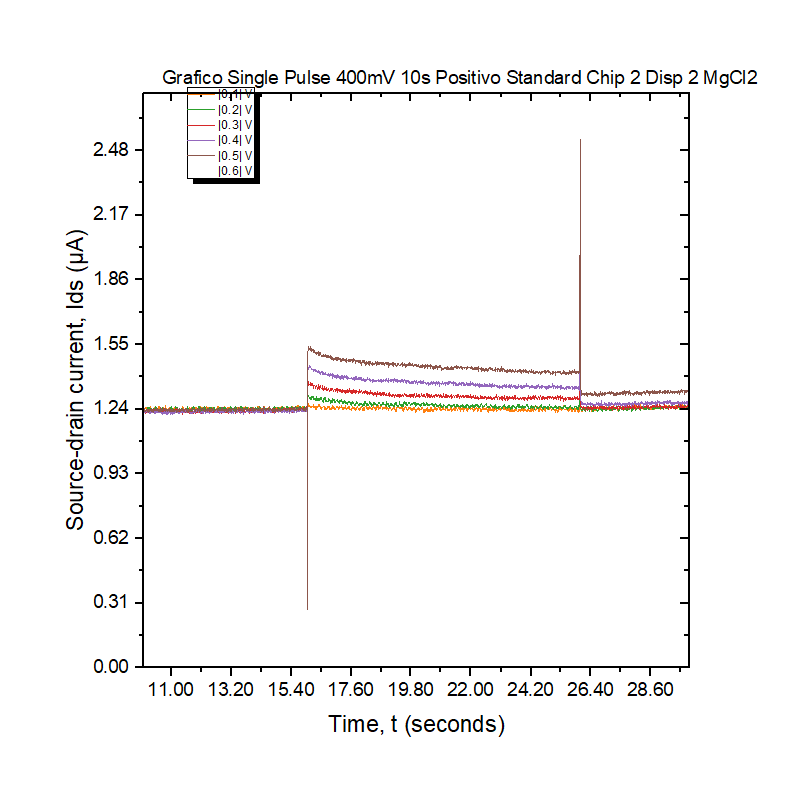 Grafico Single Pulse 400mV 10s Positivo Standard Chip 2 Disp 2 MgCl2
|0.1| V
|0.2| V
|0.3| V
|0.4| V
|0.5| V
|0.6| V
2.48
2.17
1.86
1.55
1.24
0.93
0.62
0.31
0.00
Source-drain current, Ids (μA)
11.00 13.20 15.40 17.60 19.80 22.00 24.20 26.40 28.60
Time, t (seconds)